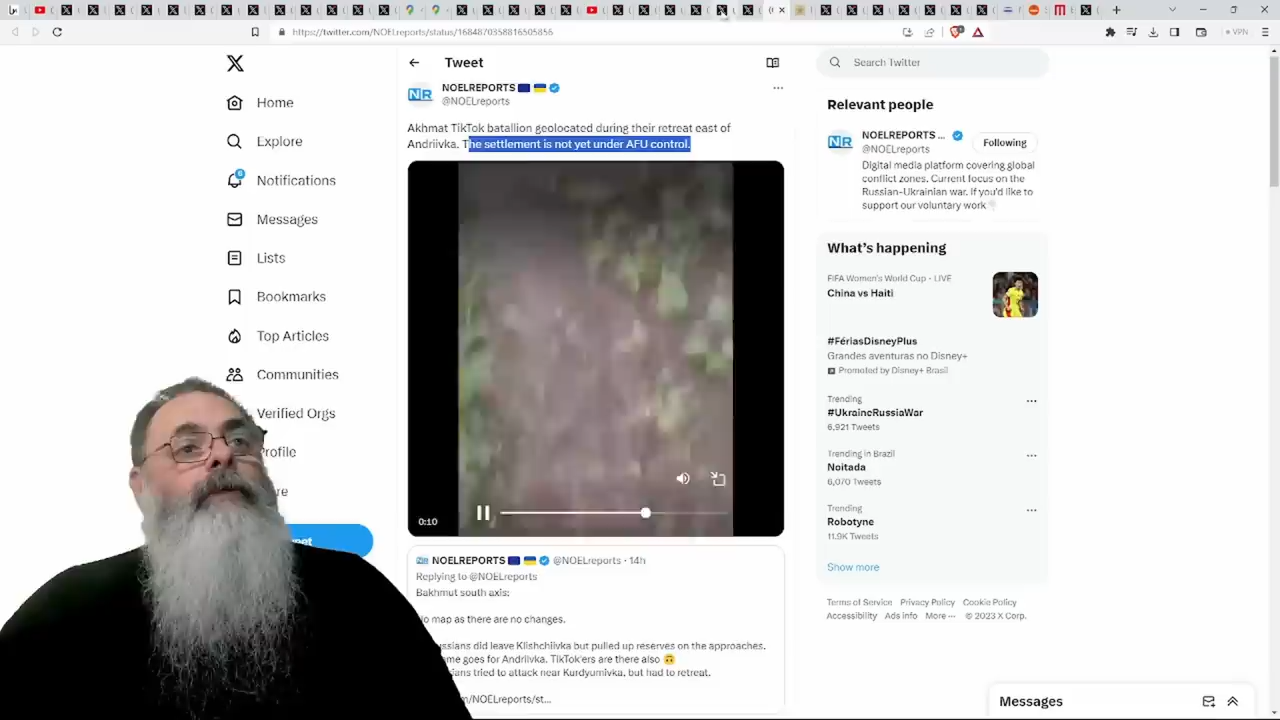 https://twitter.com/NOELreports/status/1684870358816505856
VPN
Tweet
NOELREPORTS
@NOELreports
Akhmat TikTok batallion geolocated during their retreat east of
Andriivka. The settlement is not yet under AFU control.
0:10
NOELREPORTS @NOELreports · 14h
Replying to @NOELreports
Bakhmut south axis:
map as there are no changes.
did leave Klishchiivka but pulled up reserves on the approaches.
goes for Andriivka. TikTok'ers are there also
tried to attack near Kurdyumivka, but had to retreat.
/NOELreports/st...
Home
Explore
6
Notifications
Messages
Lists
Bookmarks
Top Articles
Communities
Verified Orgs
Search Twitter
Relevant people
NOELREPORTS ...
@NOELreports
Following
Digital media platform covering global
conflict zones. Current focus on the
Russian-Ukrainian war. If you'd like to
support our voluntary work
What's happening
FIFA Women's World Cup · LIVE
China vs Haiti
#FériasDisneyPlus
Grandes aventuras no Disney+
Promoted by Disney+ Brasil
Trending
#UkraineRussiaWar
6,921 Tweets
Trending in Brazil
Noitada
6,070 Tweets
Trending
Robotyne
11.9K Tweets
Show more
Terms of Service Privacy Policy Cookie Policy
Accessibility Ads info More ··· © 2023 X Corp.
Messages